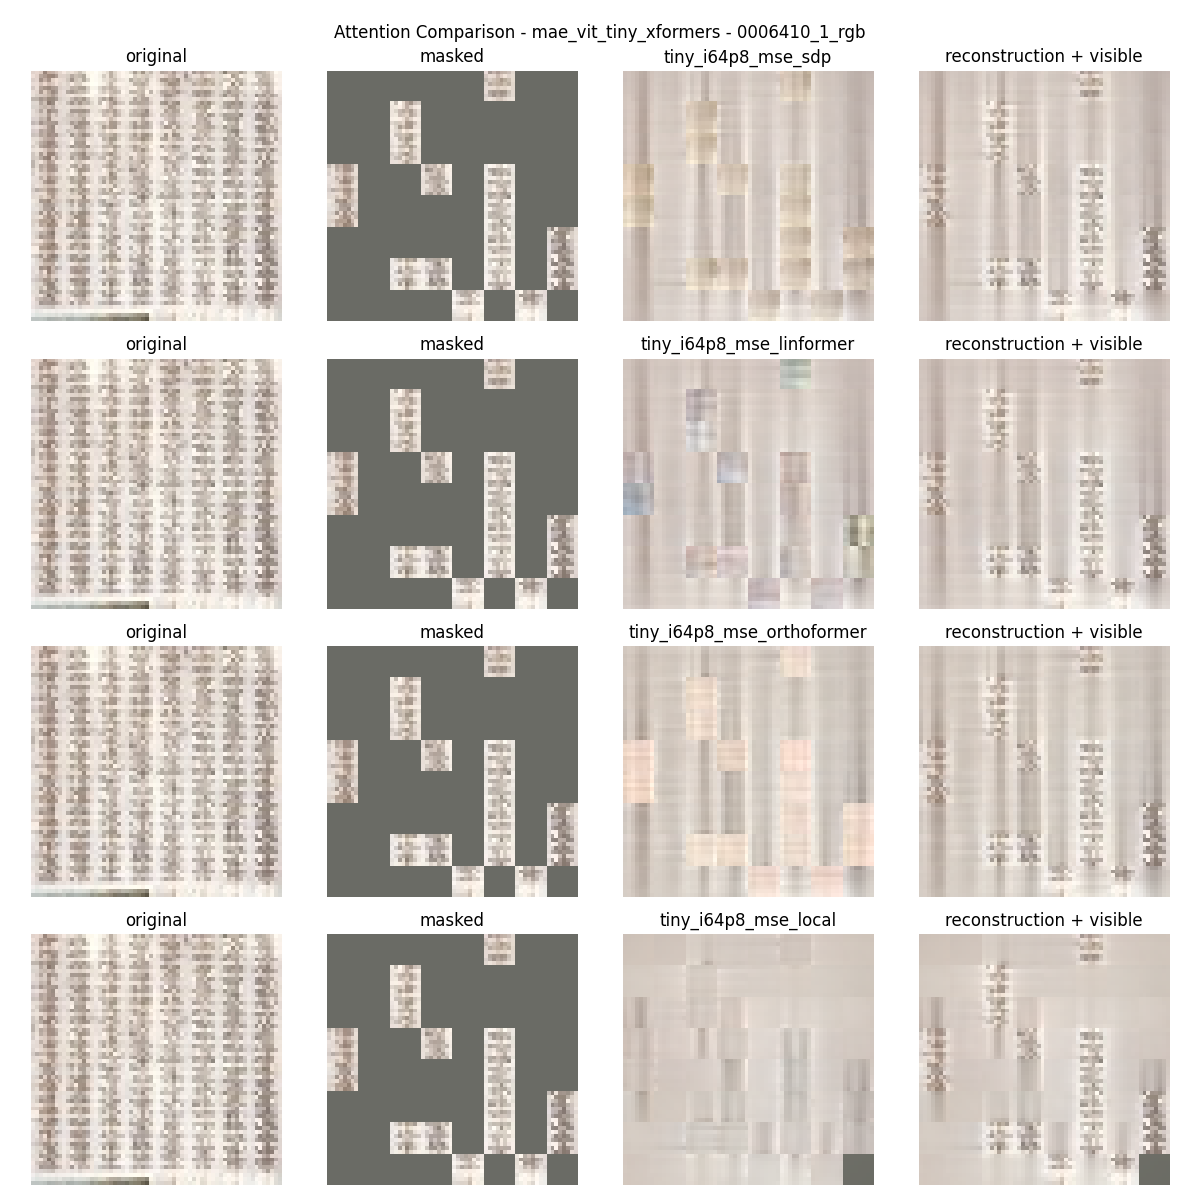 Attention Comparison - mae_vit_tiny_xformers - 0006410_1_rgb
original masked tiny_i64p8_mse_sdp reconstruction + visible
original masked tiny_i64p8_mse_linformer reconstruction + visible
original masked tiny_i64p8_mse_orthoformer reconstruction + visible
original masked tiny_i64p8_mse_local reconstruction + visible